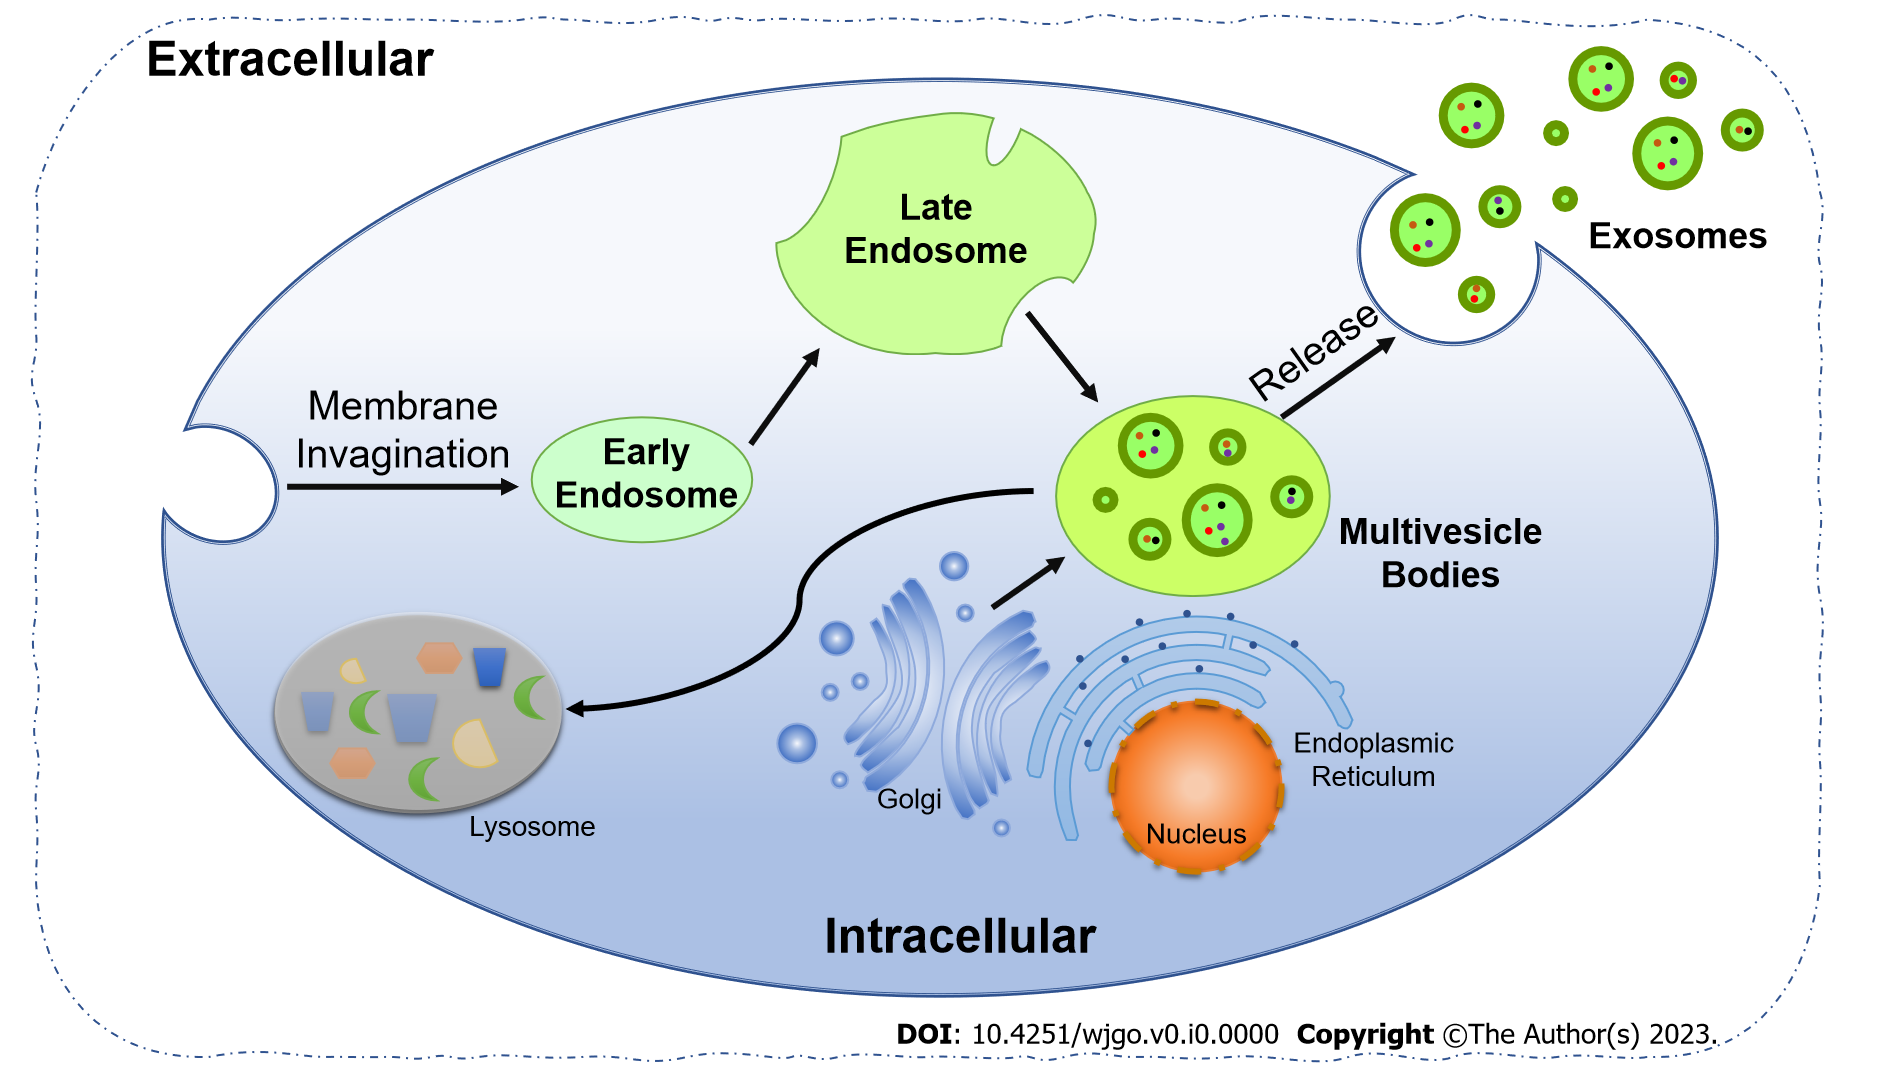 Extracellular
Late
Endosome
Exosomes
Release
Membrane
Invagination
Early
Endosome
Multivesicle
Bodies
Endoplasmic
Reticulum
Golgi
Lysosome
Nucleus
Intracellular
DOI: 10.4251/wjgo.v0.i0.0000 Copyright ©The Author(s) 2023.